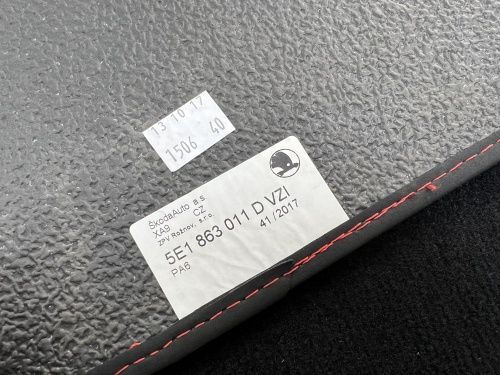 13 10 17
1506 40
ŠkodaAuto a.s.
XA9 CZ
ZPV Rožnov, s.r.o.
5E1 863 011 D VZI
PA6 41/2017